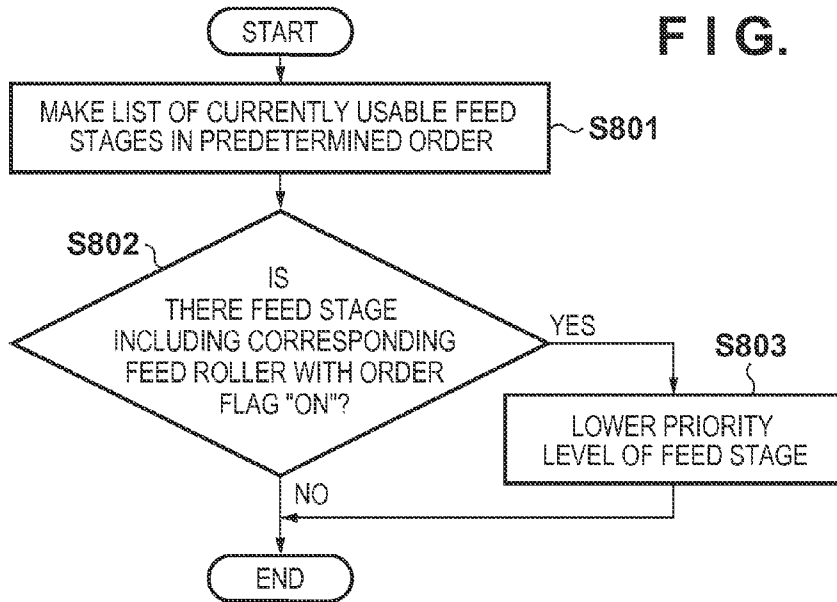 F I G.
START
MAKE LIST OF CURRENTLY USABLE FEED
STAGES IN PREDETERMINED ORDER
S801
S802
IS
THERE FEED STAGE
INCLUDING CORRESPONDING
FEED ROLLER WITH ORDER
FLAG "ON"?
YES
S803
LOWER PRIORITY
LEVEL OF FEED STAGE
NO
END